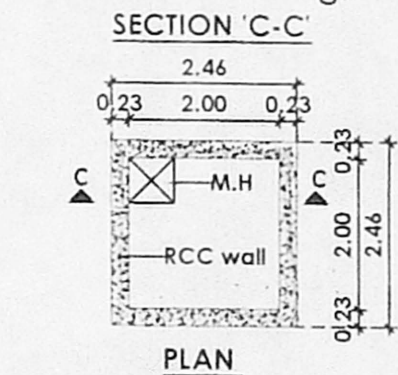 SECTION 'C-C'
2.46
0.23 2.00 0.23
C
M.H
C
RCC wall
0.23
2.00
2.46
0.23
PLAN